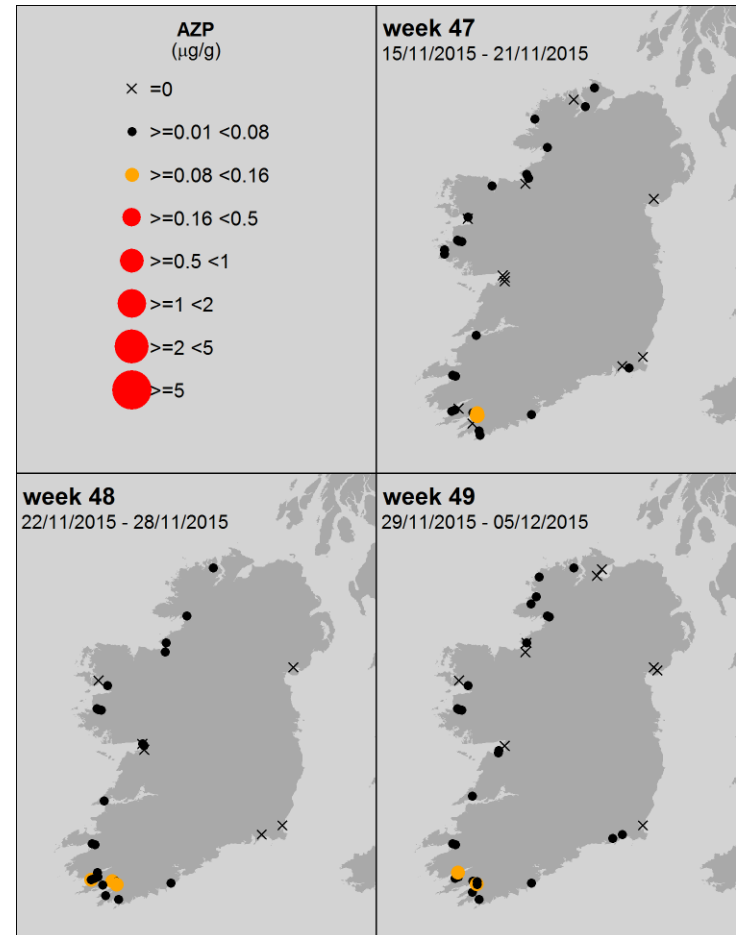 AZP
(µg/g)
× =0
>=0.01 <0.08
>=0.08 <0.16
>=0.16 <0.5
>=0.5 <1
>=1 <2
>=2 <5
>=5
week 47
15/11/2015 - 21/11/2015
week 48
22/11/2015 - 28/11/2015
week 49
29/11/2015 - 05/12/2015